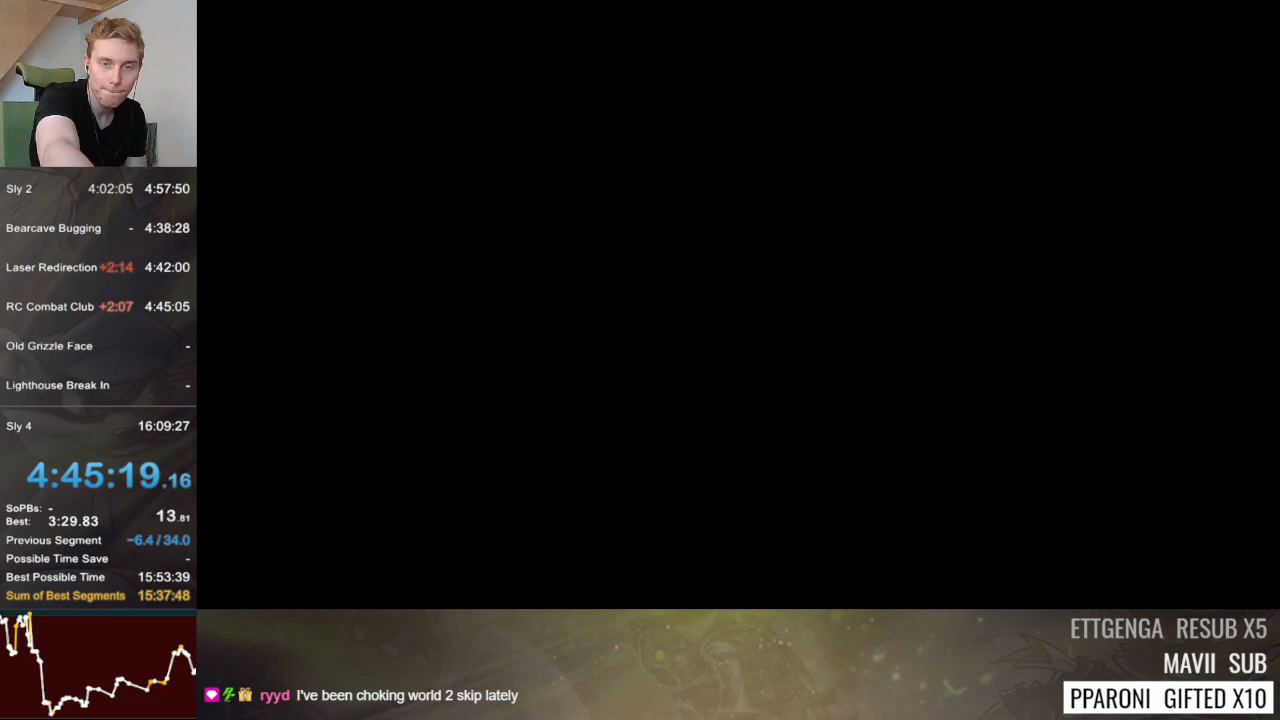 Sly 2 4:02:05 4:57:50
Bearcave Bugging - 4:38:28
Laser Redirection +2:14 4:42:00
RC Combat Club +2:07 4:45:05
Old Grizzle Face -
Lighthouse Break In -
Sly 4 16:09:27
4:45:19.16
SoPBs: -
Best: 3:29.83 13.81
Previous Segment -6.4 / 34.0
Possible Time Save -
Best Possible Time 15:53:39
Sum of Best Segments 15:37:48
ryyd I've been choking world 2 skip lately
ETTGENGA RESUB X5
MAVII SUB
PPARONI GIFTED X10